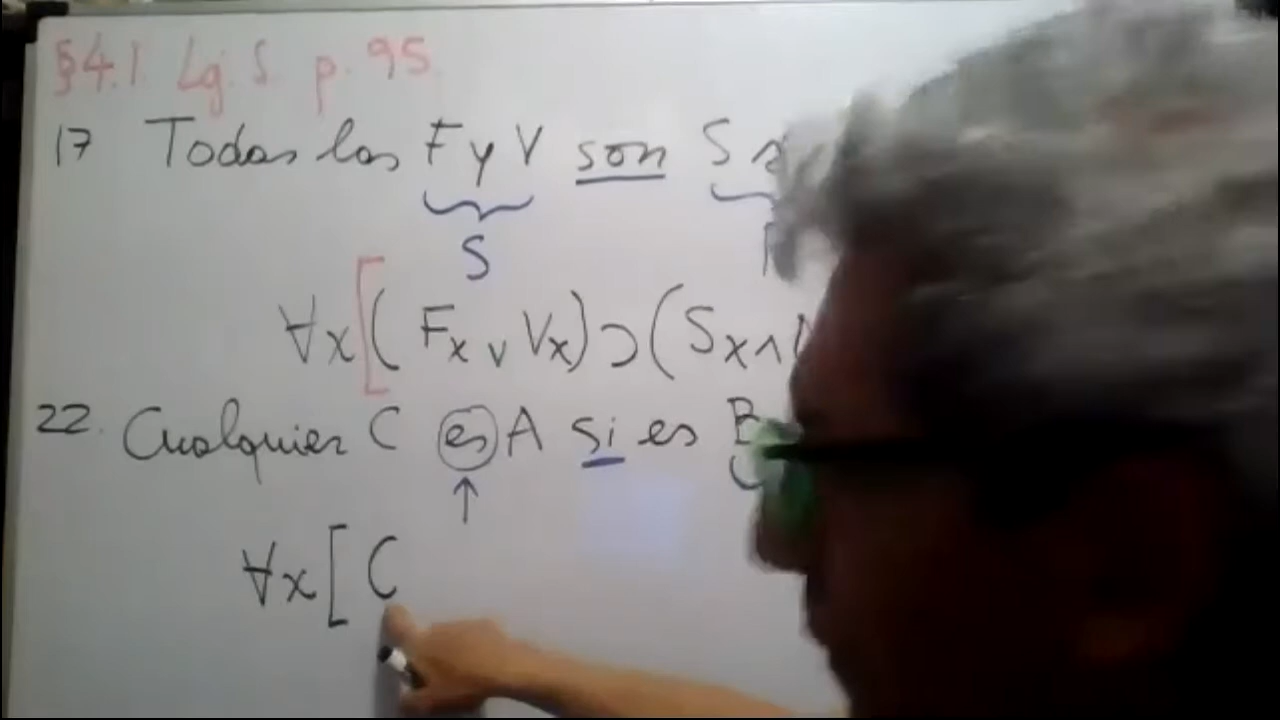 §4.1. Lg. S. p. 95
17 Todas las F y V son S
S
∀x[(Fx ∨ Vx) ⊃ (Sx ∧
22. Cualquier C es A si es B
↑
∀x[C